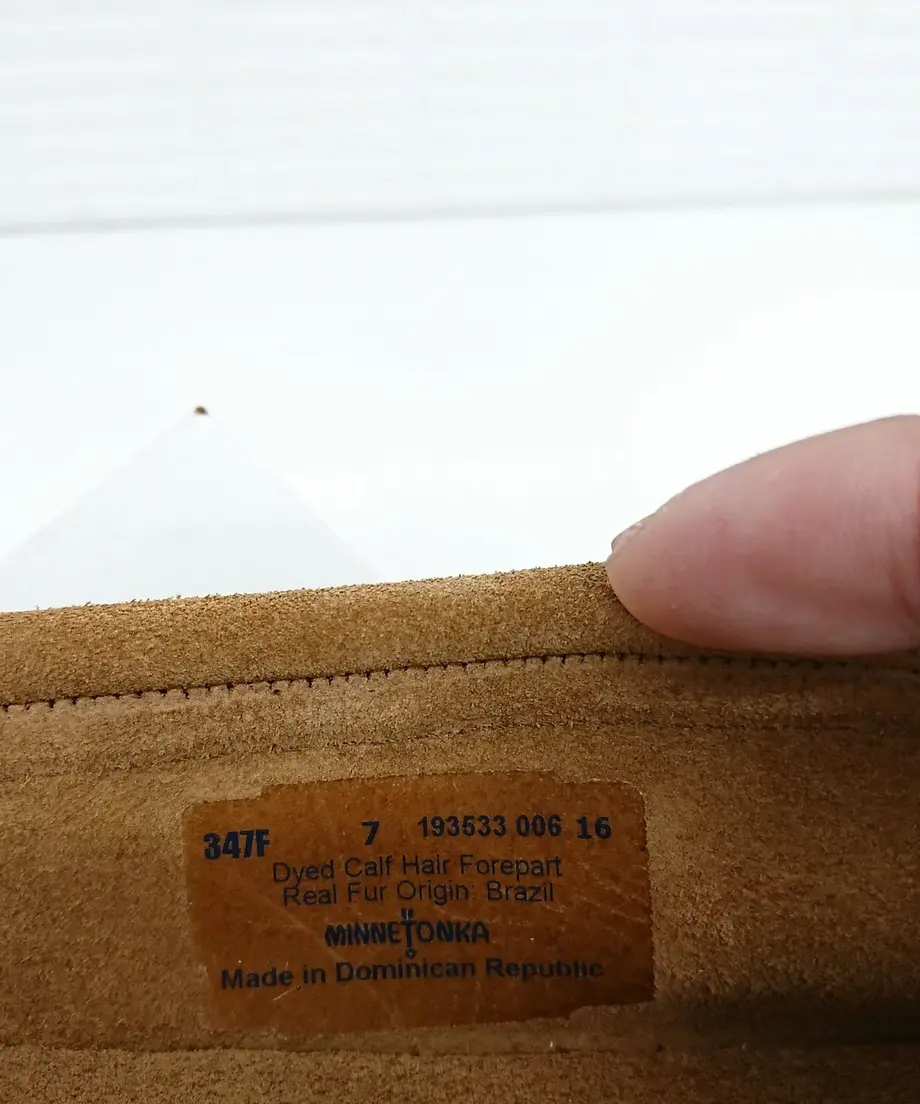 347F 7 193533 006 16
Dyed Calf Hair Forepart
Real Fur Origin: Brazil
MINNETONKA
Made in Dominican Republic